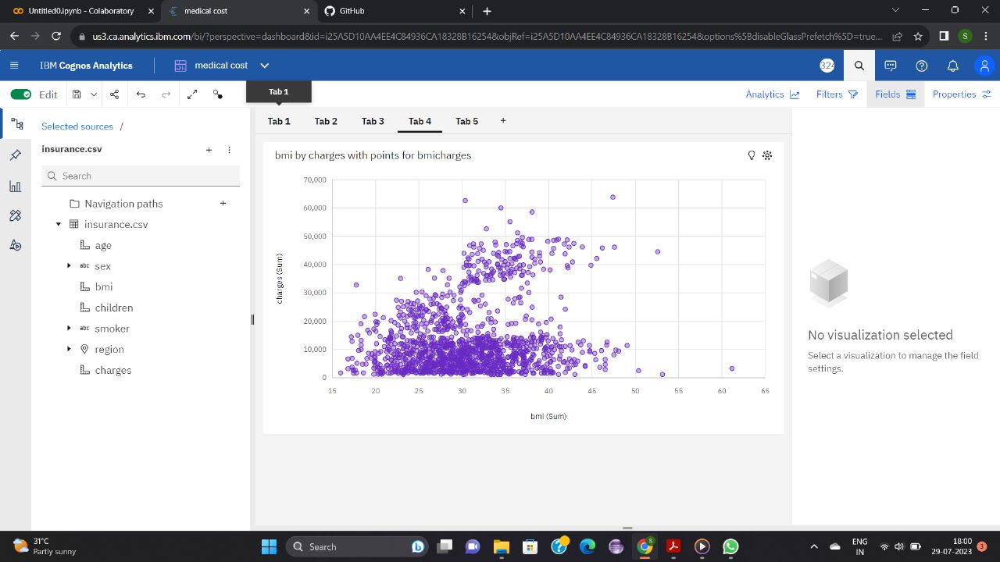 Untitled0.ipynb - Colaboratory
medical cost
GitHub
us3.ca.analytics.ibm.com/bi/?perspective=dashboard&id=i25A5D10AA4EE4C84936CA18328B16254&objRef=i25A5D10AA4EE4C84936CA18328B16254&options%5BdisableGlassPrefetch%5D=true...
S
IBM Cognos Analytics
medical cost
324
Edit
Tab 1
Analytics
Filters
Fields
Properties
Selected sources /
insurance.csv
Search
Navigation paths
insurance.csv
age
abc sex
bmi
children
abc smoker
region
charges
Tab 1 Tab 2 Tab 3 Tab 4 Tab 5
bmi by charges with points for bmicharges
70,000
60,000
50,000
40,000
30,000
20,000
10,000
0
charges (Sum)
15 20 25 30 35 40 45 50 55 60 65
bmi (Sum)
No visualization selected
Select a visualization to manage the field
settings.
31°C
Partly sunny
Search
ENG
IN
18:00
29-07-2023
3